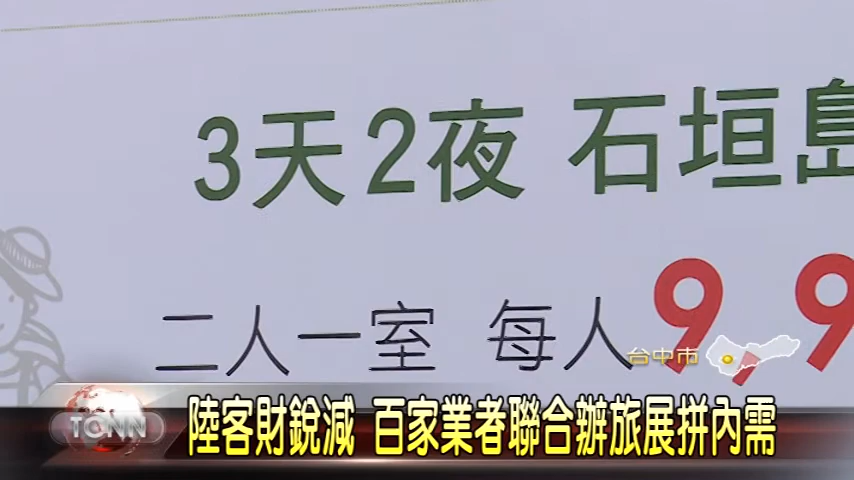 3天2夜 石垣島
二人一室 每人9,9
台中市
TCNN
陸客財銳減 百家業者聯合辦旅展拼內需